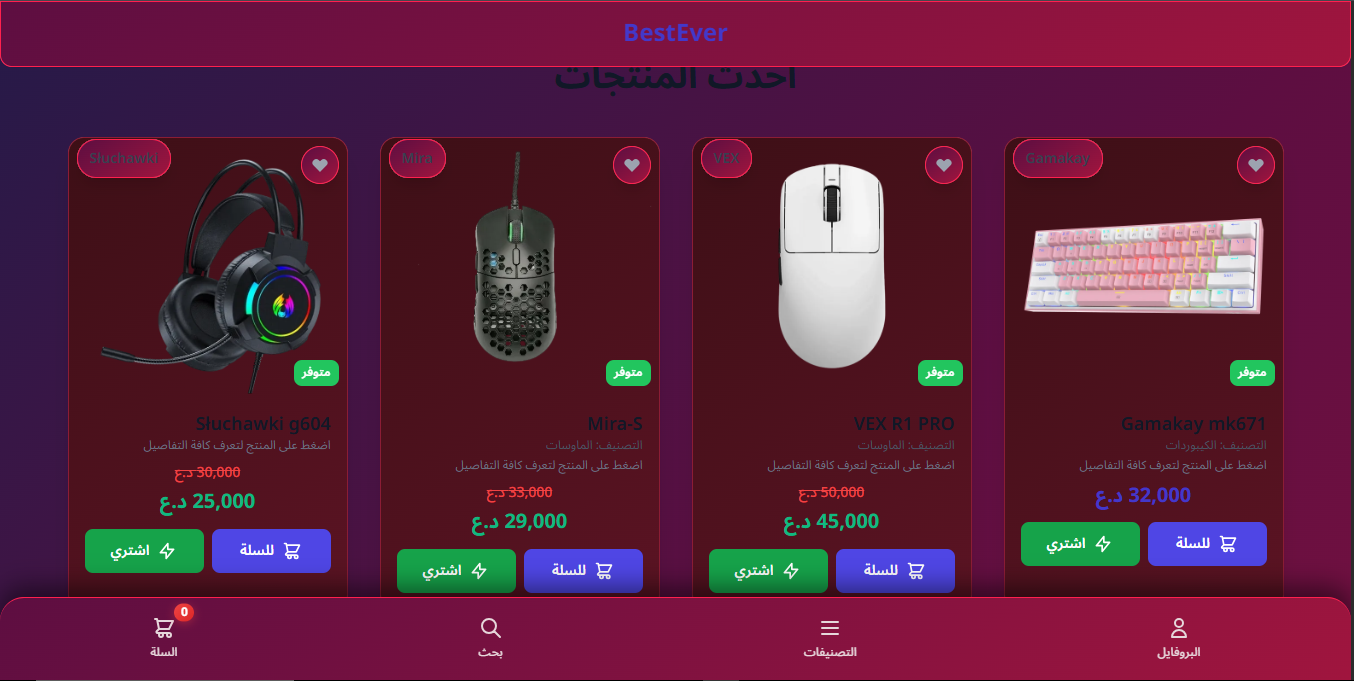 BestEver
أحدث المنتجات
Słuchawki
متوفر
Słuchawki g604
اضغط على المنتج لتعرف كافة التفاصيل
30,000 د.ع
25,000 د.ع
اشتري
للسلة
Mira
متوفر
Mira-S
التصنيف: الماوسات
اضغط على المنتج لتعرف كافة التفاصيل
33,000 د.ع
29,000 د.ع
اشتري
للسلة
VEX
متوفر
VEX R1 PRO
التصنيف: الماوسات
اضغط على المنتج لتعرف كافة التفاصيل
50,000 د.ع
45,000 د.ع
اشتري
للسلة
Gamakay
متوفر
Gamakay mk671
التصنيف: الكيبوردات
اضغط على المنتج لتعرف كافة التفاصيل
32,000 د.ع
اشتري
للسلة
0
السلة
بحث
التصنيفات
البروفايل